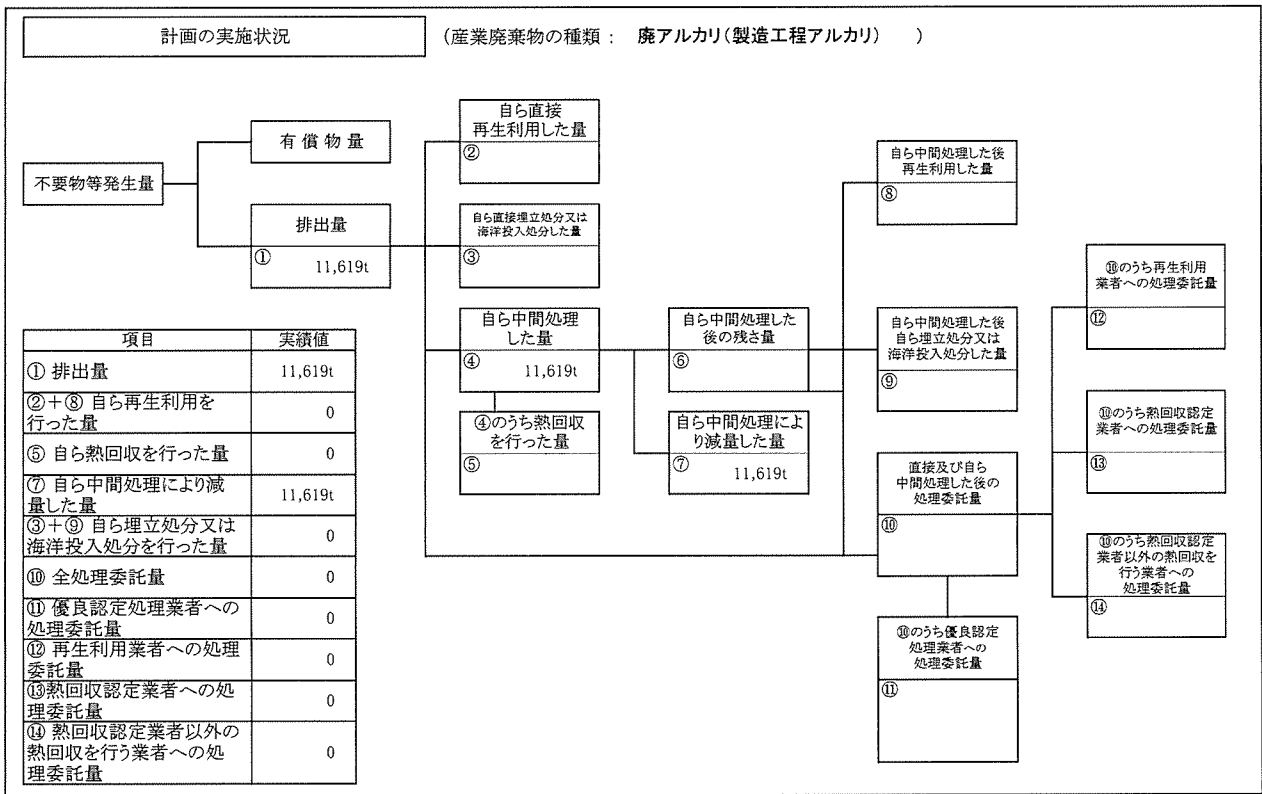 計画の実施状況
(産業廃棄物の種類： 廃アルカリ(製造工程アルカリ) )
不要物等発生量
有償物量
排出量
①
11,619t
自ら直接
再生利用した量
②
自ら直接埋立処分又は
海洋投入処分した量
③
自ら中間処理
した量
④
11,619t
④のうち熱回収
を行った量
⑤
自ら中間処理した
後の残さ量
⑥
自ら中間処理によ
り減量した量
⑦
11,619t
自ら中間処理した後
再生利用した量
⑧
自ら中間処理した後
自ら埋立処分又は
海洋投入処分した量
⑨
直接及び自ら
中間処理した後の
処理委託量
⑩
⑩のうち優良認定
処理業者への
処理委託量
⑪
⑩のうち再生利用
業者への処理委託量
⑫
⑩のうち熱回収認定
業者への処理委託量
⑬
⑩のうち熱回収認定
業者以外の熱回収を
行う業者への
処理委託量
⑭
項目 実績値
① 排出量 11,619t
②＋⑧ 自ら再生利用を
行った量 0
⑤ 自ら熱回収を行った量 0
⑦ 自ら中間処理により減
量した量 11,619t
③＋⑨ 自ら埋立処分又は
海洋投入処分を行った量 0
⑩ 全処理委託量 0
⑪ 優良認定処理業者への
処理委託量 0
⑫ 再生利用業者への処理
委託量 0
⑬熱回収認定業者への処
理委託量 0
⑭ 熱回収認定業者以外の
熱回収を行う業者への処
理委託量 0